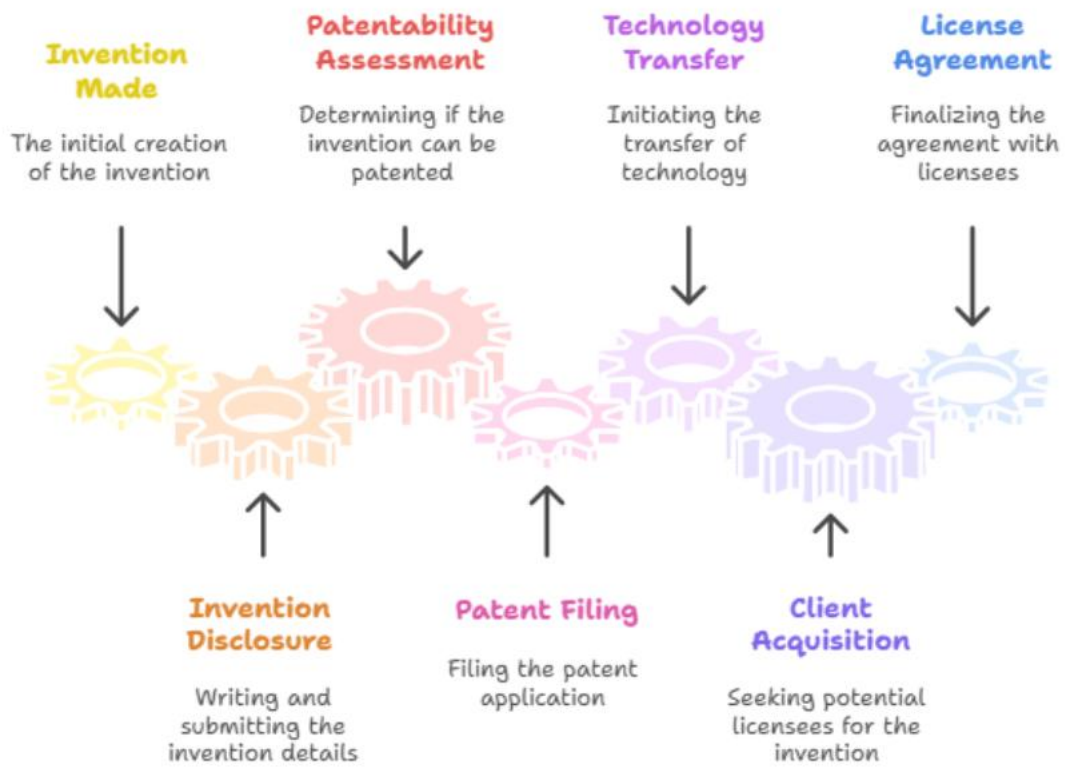 Invention
Made
The initial creation
of the invention
Patentability
Assessment
Determining if the
invention can be
patented
Technology
Transfer
Initiating the
transfer of
technology
License
Agreement
Finalizing the
agreement with
licensees
Invention
Disclosure
Writing and
submitting the
invention details
Patent Filing
Filing the patent
application
Client
Acquisition
Seeking potential
licensees for the
invention